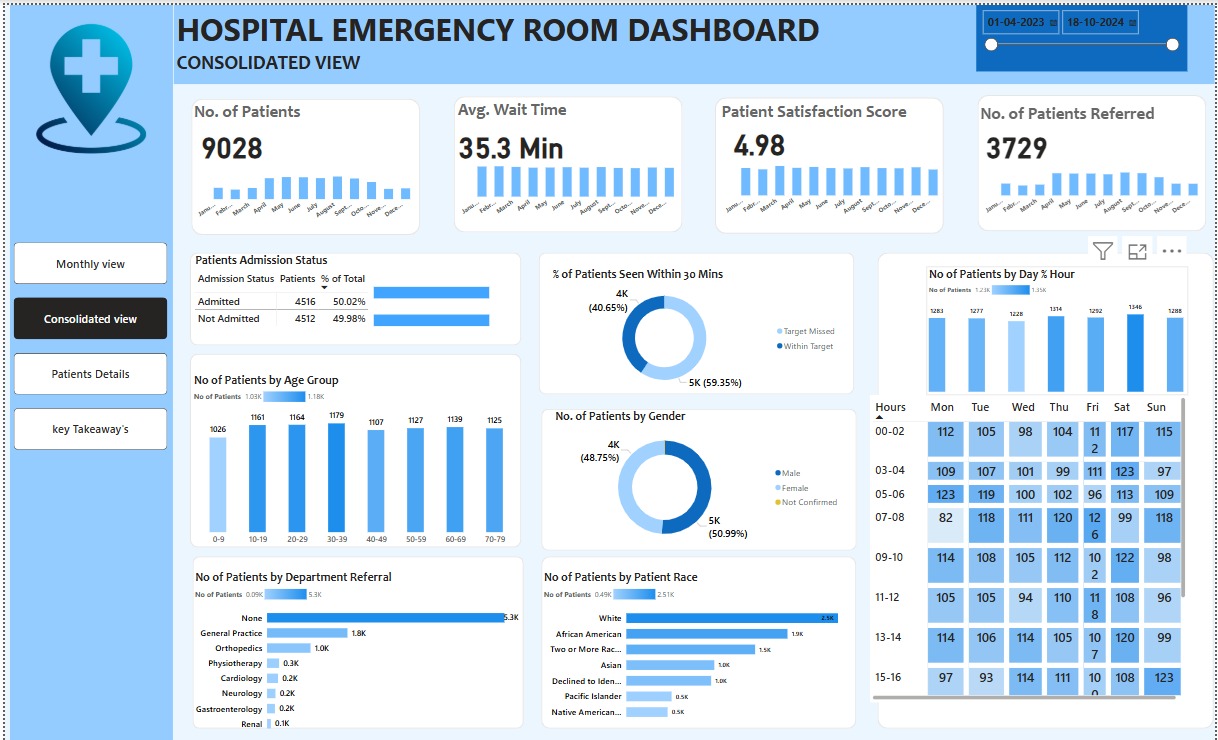 HOSPITAL EMERGENCY ROOM DASHBOARD
CONSOLIDATED VIEW
01-04-2023 18-10-2024
Monthly view
Consolidated view
Patients Details
key Takeaway's
No. of Patients
9028
Janu... Febr... March April May June July August Sept... Octo... Nove... Dece...
Avg. Wait Time
35.3 Min
Janu... Febr... March April May June July August Sept... Octo... Nove... Dece...
Patient Satisfaction Score
4.98
Janu... Febr... March April May June July August Sept... Octo... Nove... Dece...
No. of Patients Referred
3729
Janu... Febr... March April May June July August Sept... Octo... Nove... Dece...
Patients Admission Status
Admission Status Patients % of Total
Admitted 4516 50.02%
Not Admitted 4512 49.98%
% of Patients Seen Within 30 Mins
4K
(40.65%)
5K (59.35%)
Target Missed
Within Target
No of Patients by Age Group
No of Patients 1.03K 1.18K
1026 1161 1164 1179 1107 1127 1139 1125
0-9 10-19 20-29 30-39 40-49 50-59 60-69 70-79
No. of Patients by Gender
4K
(48.75%)
5K
(50.99%)
Male
Female
Not Confirmed
No of Patients by Department Referral
No of Patients 0.09K 5.3K
None 5.3K
General Practice 1.8K
Orthopedics 1.0K
Physiotherapy 0.3K
Cardiology 0.2K
Neurology 0.2K
Gastroenterology 0.2K
Renal 0.1K
No of Patients by Patient Race
No of Patients 0.49K 2.51K
White 2.5K
African American 1.9K
Two or More Rac... 1.5K
Asian 1.0K
Declined to Iden... 1.0K
Pacific Islander 0.5K
Native American... 0.5K
No of Patients by Day % Hour
No of Patients 1.23K 1.35K
1283 1277 1228 1314 1292 1346 1288
Hours Mon Tue Wed Thu Fri Sat Sun
00-02 112 105 98 104 112 117 115
03-04 109 107 101 99 111 123 97
05-06 123 119 100 102 96 113 109
07-08 82 118 111 120 126 99 118
09-10 114 108 105 112 102 122 98
11-12 105 105 94 110 118 108 96
13-14 114 106 114 105 107 120 99
15-16 97 93 114 111 100 108 123